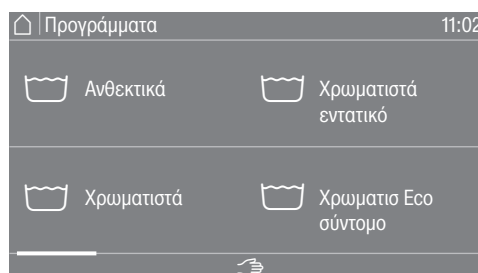 Προγράμματα 11:02
Ανθεκτικά
Χρωματιστά
εντατικό
Χρωματιστά
Χρωματισ Eco
σύντομο